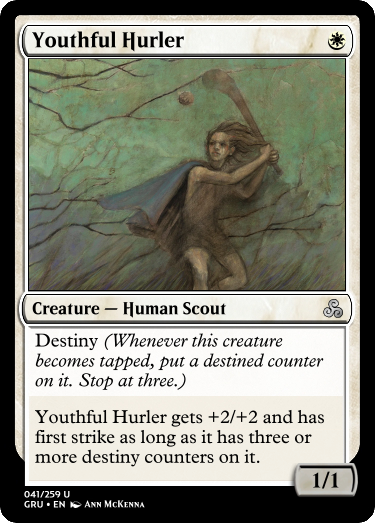 Youthful Hurler
Creature — Human Scout
Destiny (Whenever this creature
becomes tapped, put a destined counter
on it. Stop at three.)
Youthful Hurler gets +2/+2 and has
first strike as long as it has three or
more destiny counters on it.
1/1
041/259 U
GRU • EN Ann McKenna